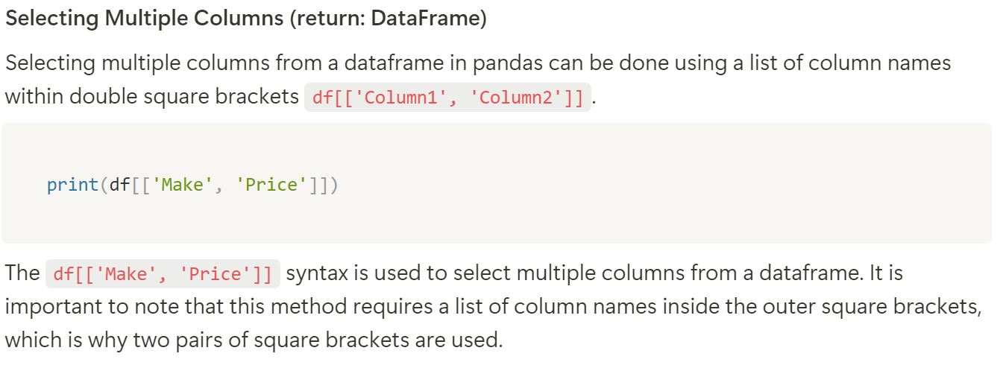 Selecting Multiple Columns (return: DataFrame)
Selecting multiple columns from a dataframe in pandas can be done using a list of column names
within double square brackets df[['Column1', 'Column2']].
print(df[['Make', 'Price']])
The df[['Make', 'Price']] syntax is used to select multiple columns from a dataframe. It is
important to note that this method requires a list of column names inside the outer square brackets,
which is why two pairs of square brackets are used.